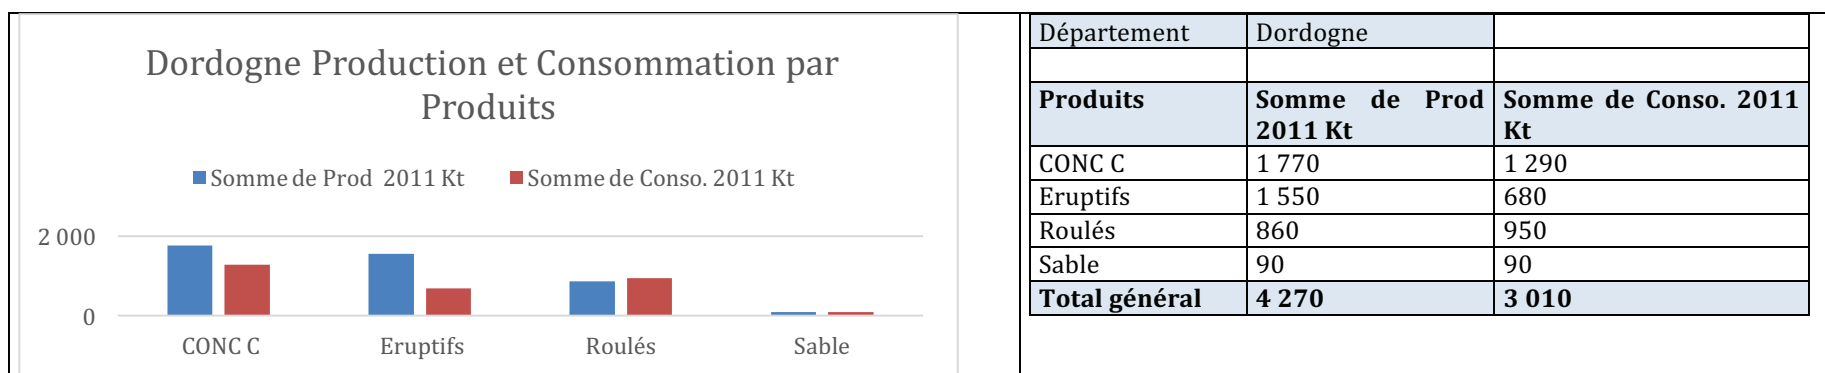 Dordogne Production et Consommation par
Produits
Somme de Prod 2011 Kt Somme de Conso. 2011 Kt
2 000
0
CONC C Eruptifs Roulés Sable
Département Dordogne
Produits Somme de Prod 2011 Kt Somme de Conso. 2011 Kt
CONC C 1 770 1 290
Eruptifs 1 550 680
Roulés 860 950
Sable 90 90
Total général 4 270 3 010